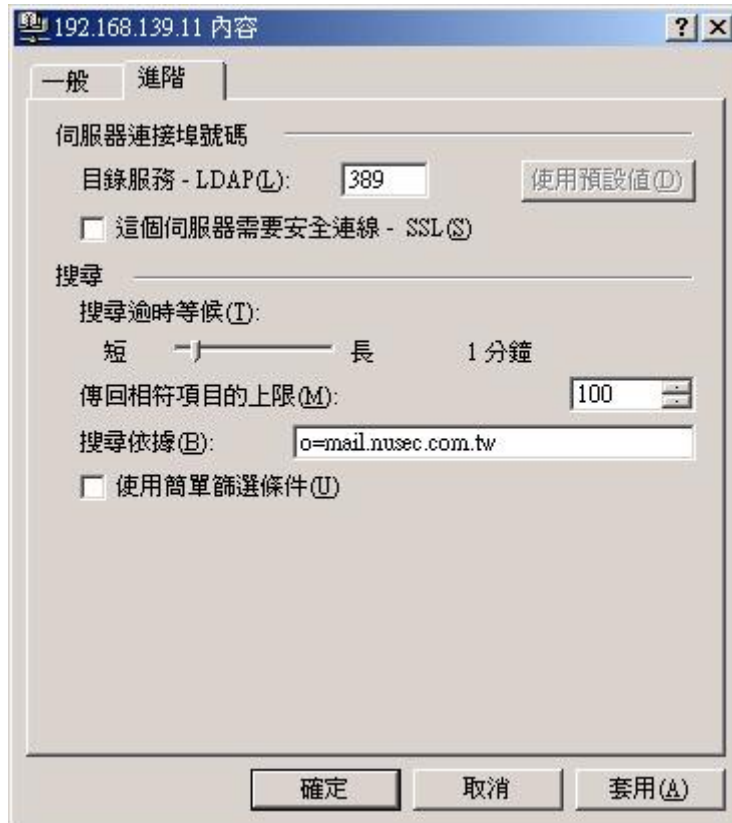 192.168.139.11 內容
一般 進階
伺服器連接埠號碼
目錄服務 - LDAP(L): 389 使用預設值(D)
這個伺服器需要安全連線 - SSL(S)
搜尋
搜尋逾時等候(T):
短 長 1 分鐘
傳回相符項目的上限(M): 100
搜尋依據(B): o=mail.nusec.com.tw
使用簡單篩選條件(U)
確定 取消 套用(A)